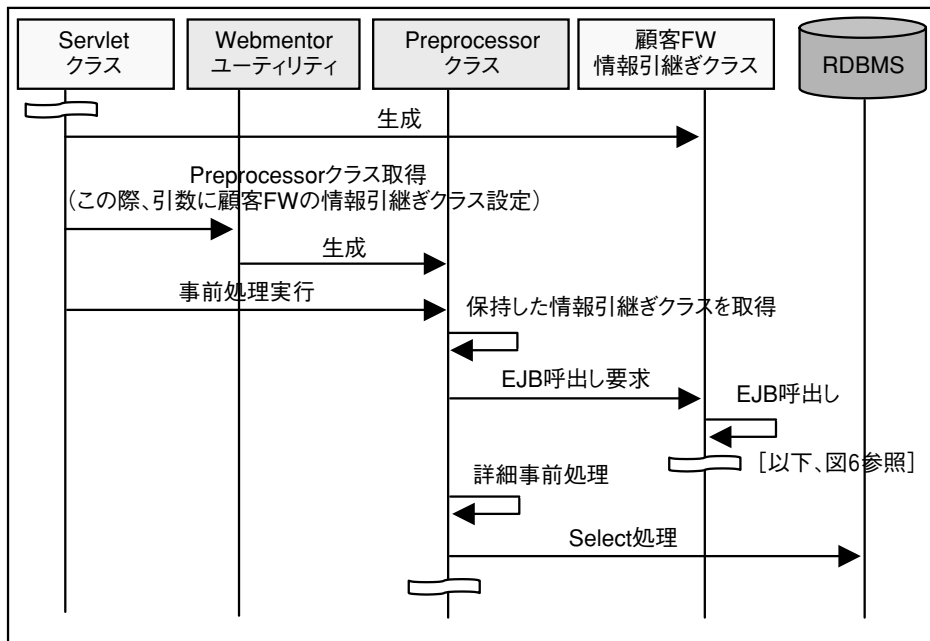 Servlet
クラス
Webmentor
ユーティリティ
Preprocessor
クラス
顧客FW
情報引継ぎクラス
RDBMS
生成
Preprocessorクラス取得
（この際、引数に顧客FWの情報引継ぎクラス設定）
生成
事前処理実行
保持した情報引継ぎクラスを取得
EJB呼出し要求
EJB呼出し
［以下、図6参照］
詳細事前処理
Select処理